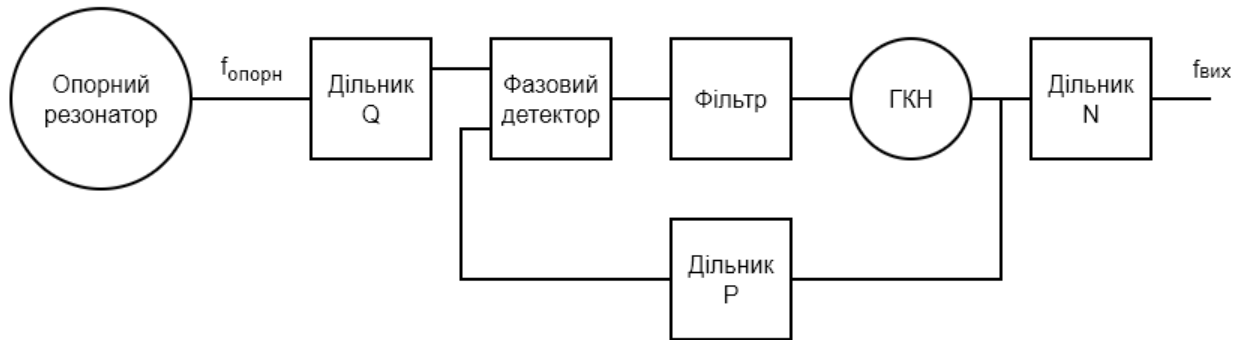 Опорний
резонатор
fопорн
Дільник
Q
Фазовий
детектор
Фільтр
ГКН
Дільник
N
fвих
Дільник
P